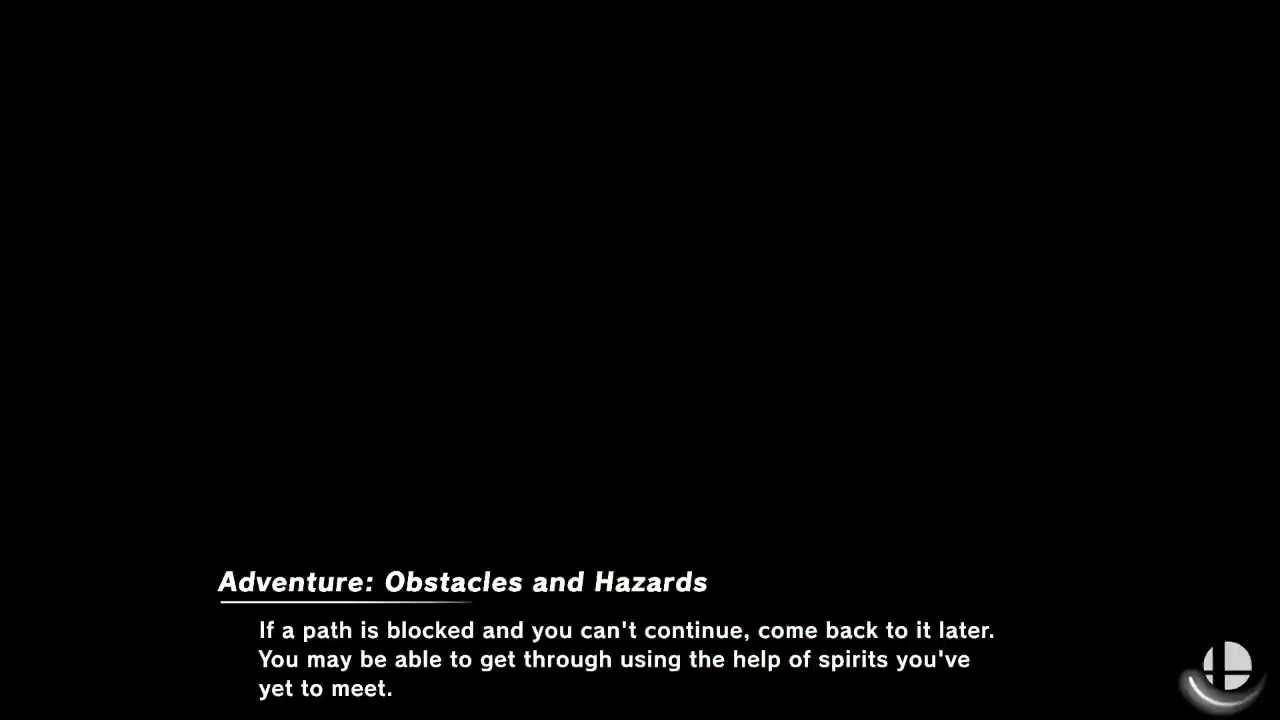 Adventure: Obstacles and Hazards
If a path is blocked and you can't continue, come back to it later.
You may be able to get through using the help of spirits you've
yet to meet.